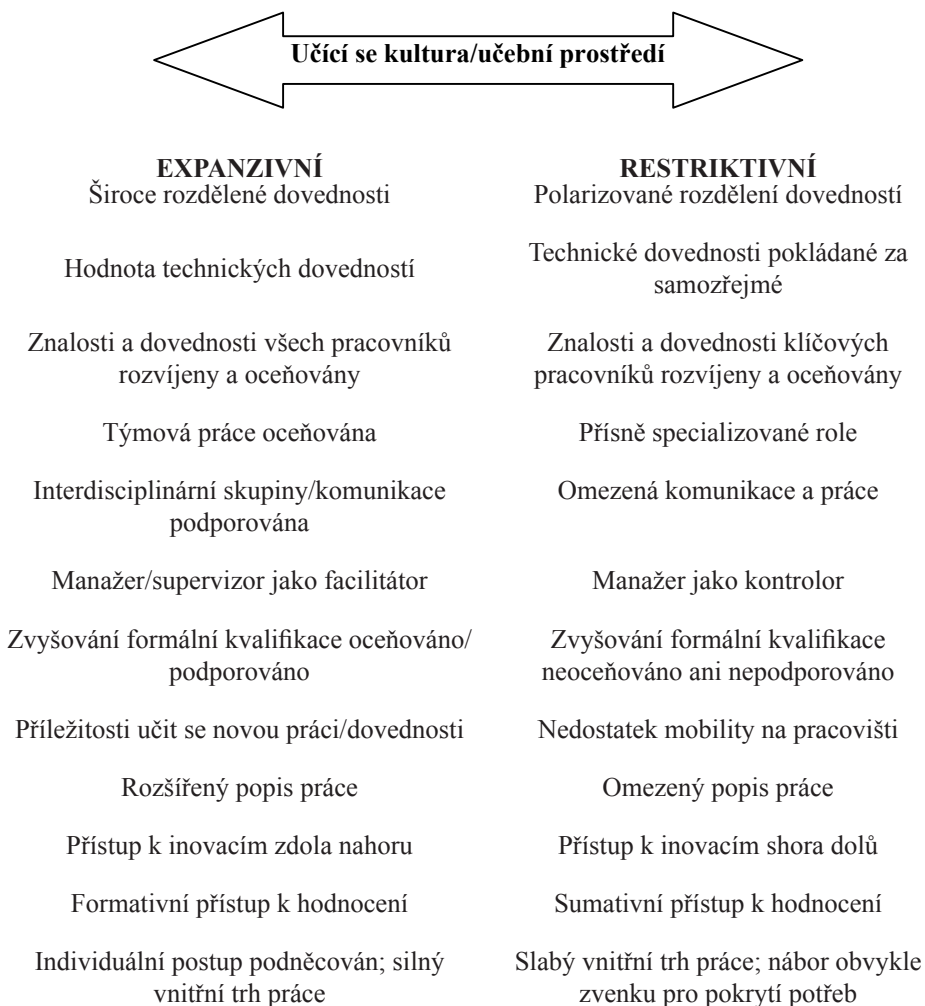 Učící se kultura/učební prostředí
EXPANZIVNÍ
Široce rozdělené dovednosti
RESTRIKTIVNÍ
Polarizované rozdělení dovedností
Hodnota technických dovedností
Technické dovednosti pokládané za
samozřejmé
Znalosti a dovednosti všech pracovníků
rozvíjeny a oceňovány
Znalosti a dovednosti klíčových
pracovníků rozvíjeny a oceňovány
Týmová práce oceňována
Přísně specializované role
Interdisciplinární skupiny/komunikace
podporována
Omezená komunikace a práce
Manažer/supervizor jako facilitátor
Manažer jako kontrolor
Zvyšování formální kvalifikace oceňováno/
podporováno
Zvyšování formální kvalifikace
neoceňováno ani nepodporováno
Příležitosti učit se novou práci/dovednosti
Nedostatek mobility na pracovišti
Rozšířený popis práce
Omezený popis práce
Přístup k inovacím zdola nahoru
Přístup k inovacím shora dolů
Formativní přístup k hodnocení
Sumativní přístup k hodnocení
Individuální postup podněcován; silný
vnitřní trh práce
Slabý vnitřní trh práce; nábor obvykle
zvenku pro pokrytí potřeb